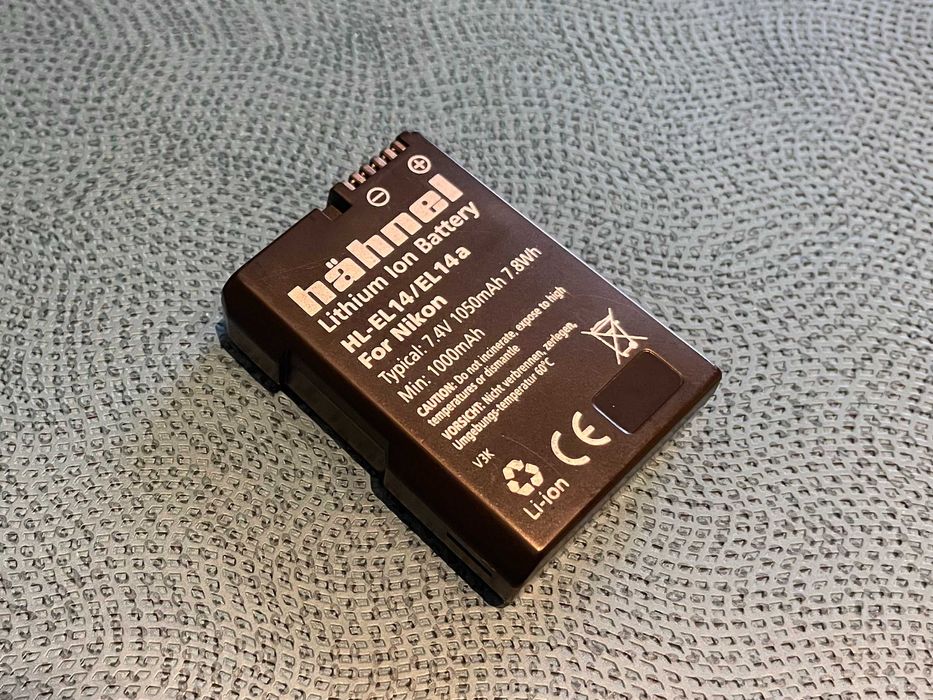 hähnel
Lithium Ion Battery
HL-EL14/EL14a
For Nikon
Typical: 7.4V 1050mAh 7.8Wh
Min: 1000mAh
CAUTION: Do not incinerate, expose to high
temperatures or dismantle
VORSICHT: Nicht verbrennen, zerlegen.
Umgebungs-temperatur 60°C
V3K
CE
Li-ion